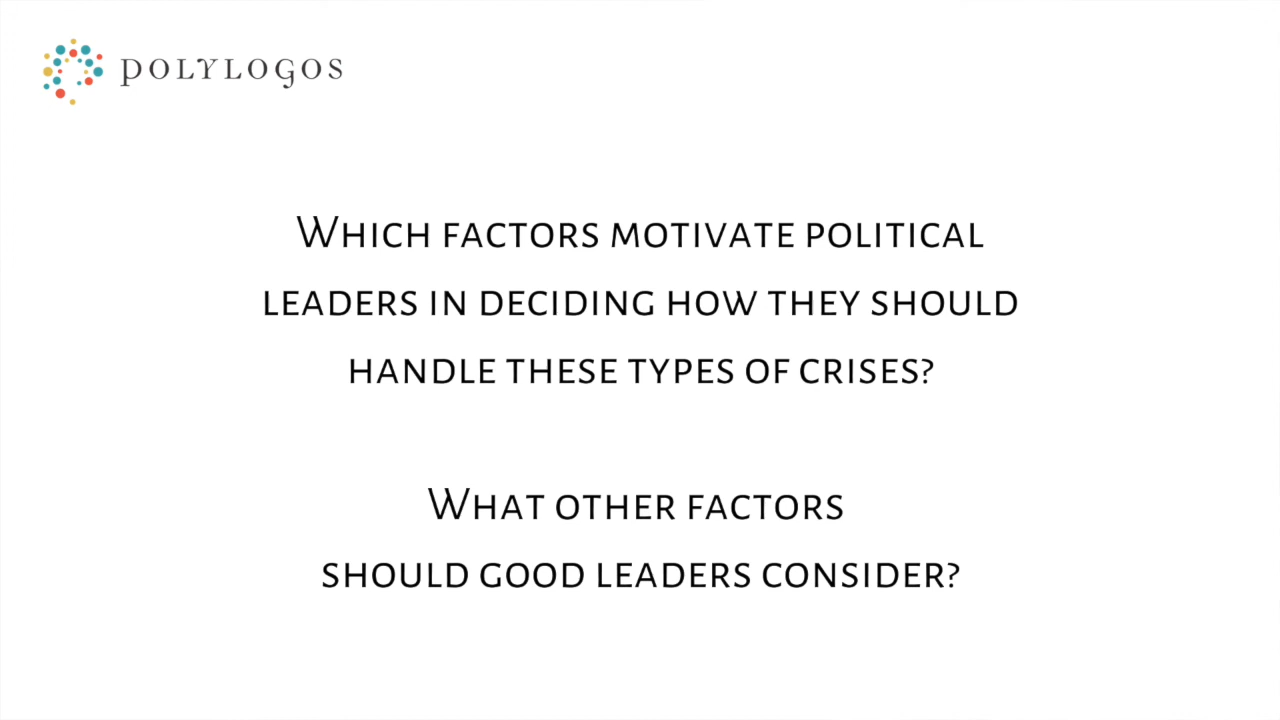 POLYLOGOS
Which factors motivate political
leaders in deciding how they should
handle these types of crises?
What other factors
should good leaders consider?